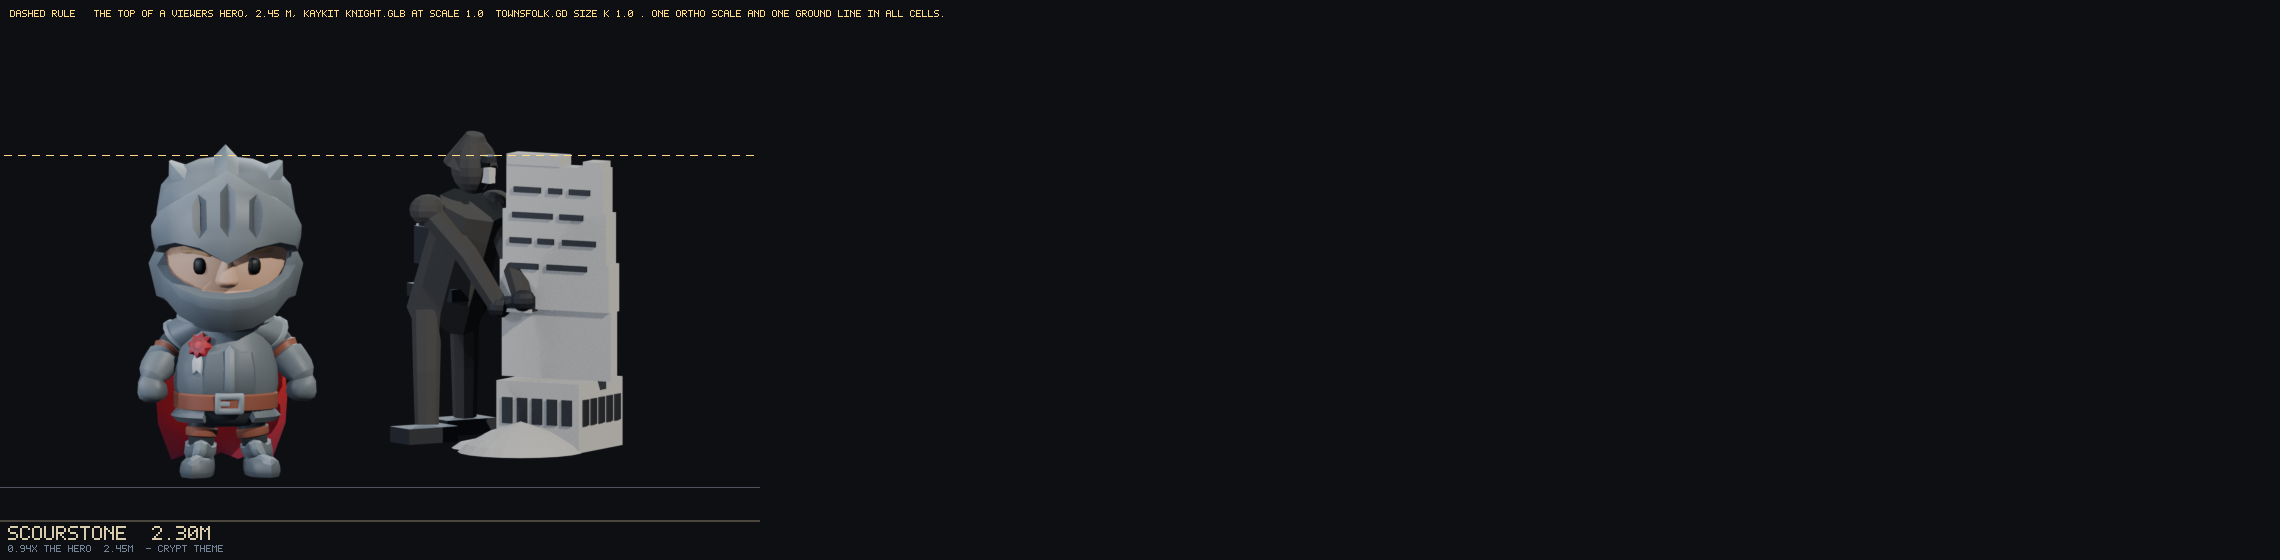 DASHED RULE   THE TOP OF A VIEWERS HERO, 2.45 M, KAYKIT KNIGHT.GLB AT SCALE 1.0  TOWNSFOLK.GD SIZE K 1.0 . ONE ORTHO SCALE AND ONE GROUND LINE IN ALL CELLS.
SCOURSTONE  2.30M
0.94X THE HERO  2.45M  - CRYPT THEME